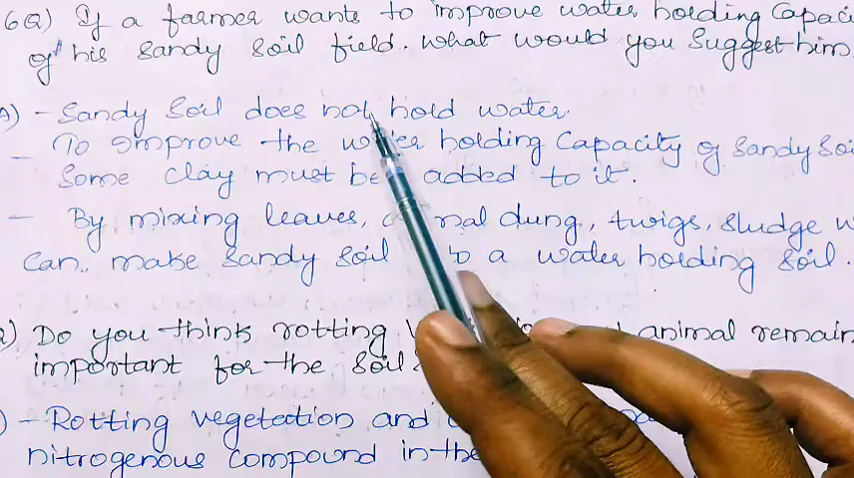 6Q) If a farmer wants to improve water holding Capaci
of his Sandy Soil field. What would you Suggest him
A) - Sandy Soil does not hold water.
- To improve the water holding Capacity of Sandy Soi
Some clay must be added to it.
- By mixing leaves, dung, twigs, sludge w
Can make Sandy Soil a water holding Soil.
) Do you think rotting animal remain
important for the Soil
) - Rotting vegetation and
nitrogenous Compound in the